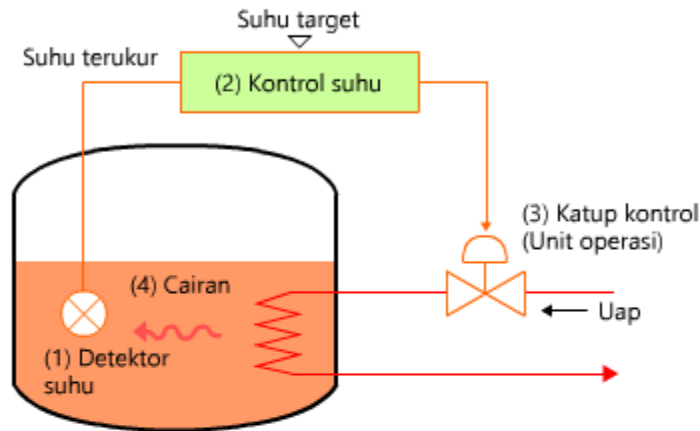 Suhu target
Suhu terukur
(2) Kontrol suhu
(3) Katup kontrol
(Unit operasi)
(4) Cairan
Uap
(1) Detektor
suhu